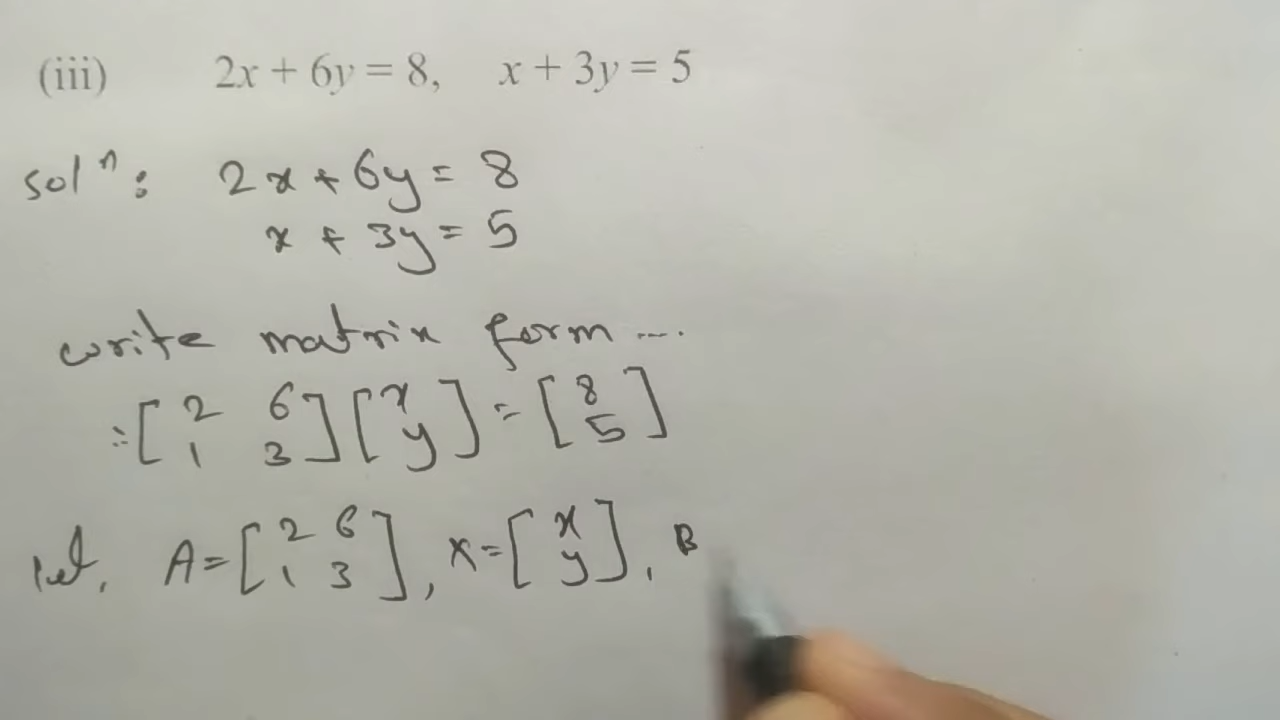 (iii) 2x + 6y = 8, x + 3y = 5
solⁿ: 2x + 6y = 8
x + 3y = 5
write matrix form ....
∴ [2 6
1 3] [x
y] = [8
5]
let, A = [2 6
1 3], X = [x
y], B